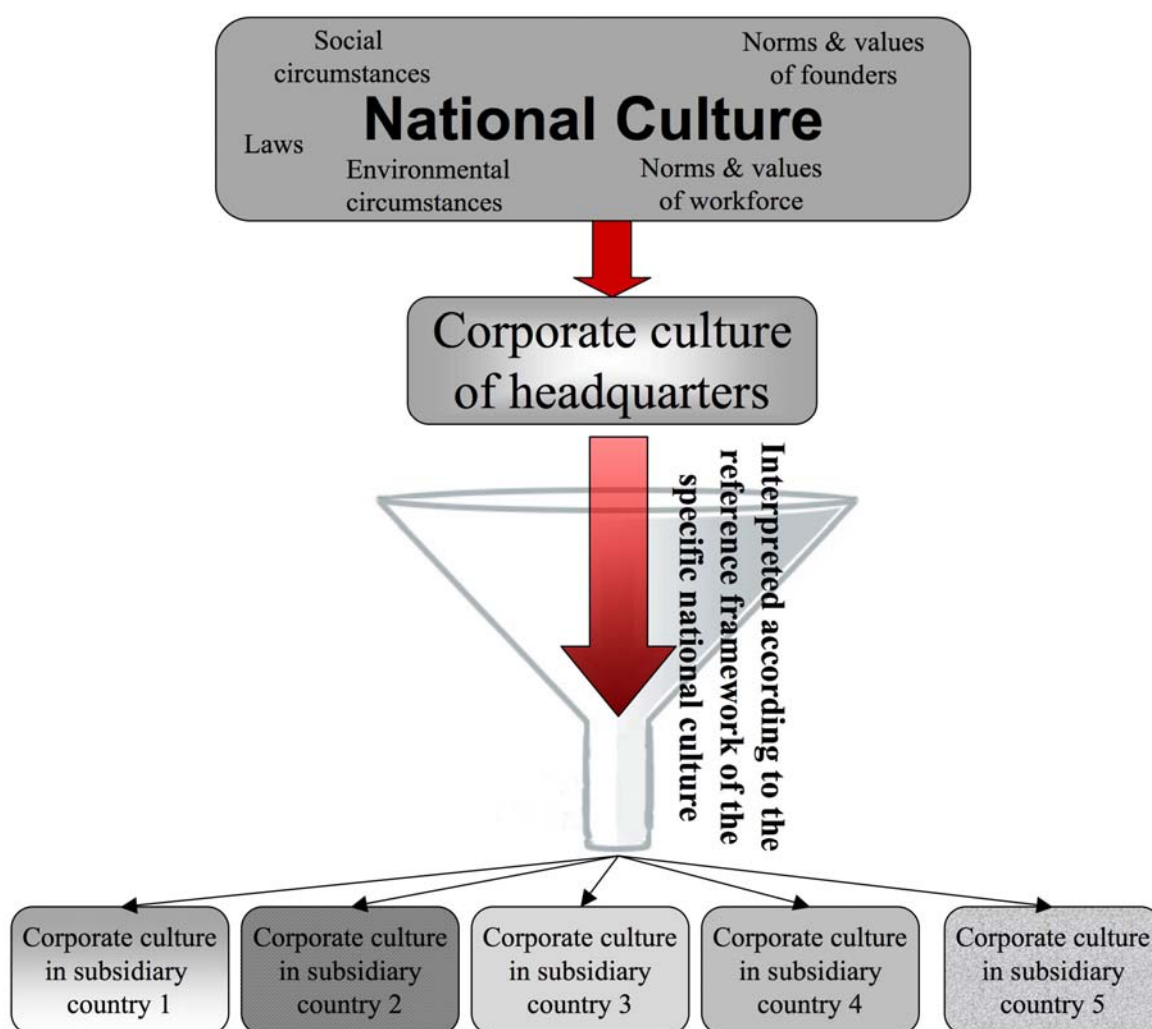 Social
circumstances
Norms & values
of founders
National Culture
Laws
Environmental
circumstances
Norms & values
of workforce
Corporate culture
of headquarters
Interpreted according to the
reference framework of the
specific national culture
Corporate culture
in subsidiary
country 1
Corporate culture
in subsidiary
country 2
Corporate culture
in subsidiary
country 3
Corporate culture
in subsidiary
country 4
Corporate culture
in subsidiary
country 5